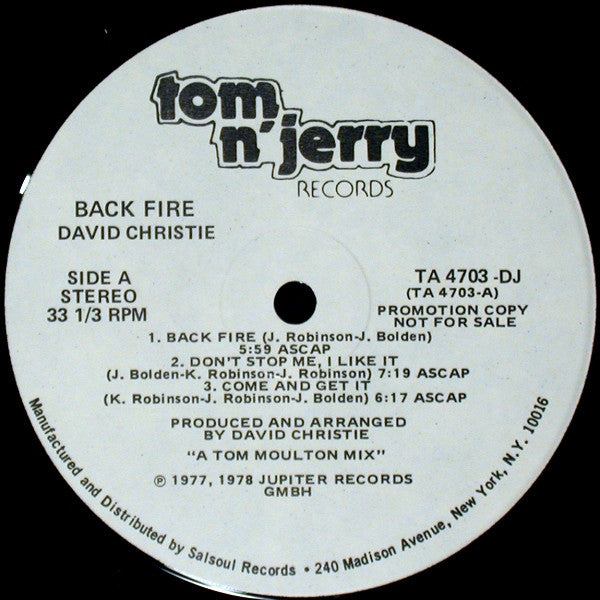 tom
n' jerry
RECORDS
BACK FIRE
DAVID CHRISTIE
SIDE A
STEREO
33 1/3 RPM
TA 4703 -DJ
(TA 4703-A)
PROMOTION COPY
NOT FOR SALE
1. BACK FIRE (J. Robinson-J. Bolden)
5:59 ASCAP
2. DON'T STOP ME, I LIKE IT
(J. Bolden-K. Robinson-J. Robinson) 7:19 ASCAP
3. COME AND GET IT
(K. Robinson-J. Robinson-J. Bolden) 6:17 ASCAP
PRODUCED AND ARRANGED
BY DAVID CHRISTIE
"A TOM MOULTON MIX"
Ⓟ 1977, 1978 JUPITER RECORDS
GMBH
Manufactured and Distributed by Salsoul Records • 240 Madison Avenue, New York, N.Y. 10016